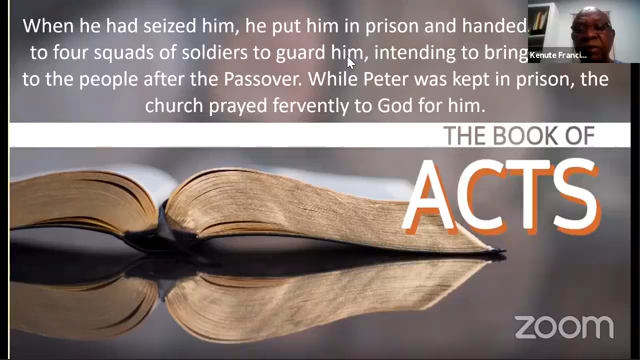 When he had seized him, he put him in prison and handed
to four squads of soldiers to guard him, intending to bring
to the people after the Passover. While Peter was kept in prison, the
church prayed fervently to God for him.
Kenute Franci...
THE BOOK OF
ACTS
zoom